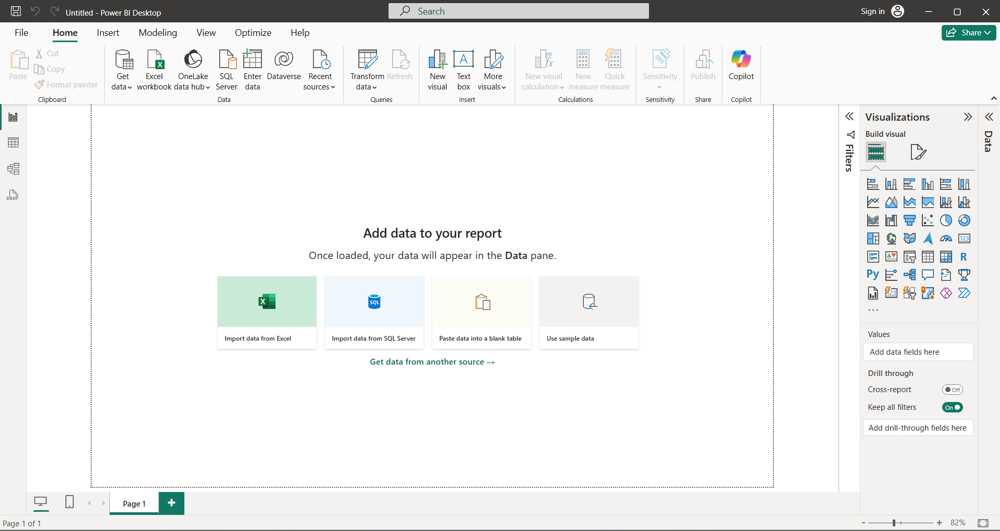 Untitled - Power BI Desktop
Search
Sign in
File
Home
Insert
Modeling
View
Optimize
Help
Share
Paste
Cut
Copy
Format painter
Clipboard
Get
data
Excel
workbook
OneLake
data hub
SQL
Server
Enter
data
Dataverse
Recent
sources
Data
Transform
data
Refresh
Queries
New
visual
A
Text
box
More
visuals
Insert
New visual
calculation
New
measure
Quick
measure
Calculations
Sensitivity
Sensitivity
Publish
Share
Copilot
Copilot
DAX
Add data to your report
Once loaded, your data will appear in the Data pane.
X
SQL
Import data from Excel
Import data from SQL Server
Paste data into a blank table
Use sample data
Get data from another source →
Filters
Visualizations
Build visual
123
R
Py
123
...
Values
Add data fields here
Drill through
Cross-report
Off
Keep all filters
On
Add drill-through fields here
Data
Page 1
+
Page 1 of 1
- + 82%